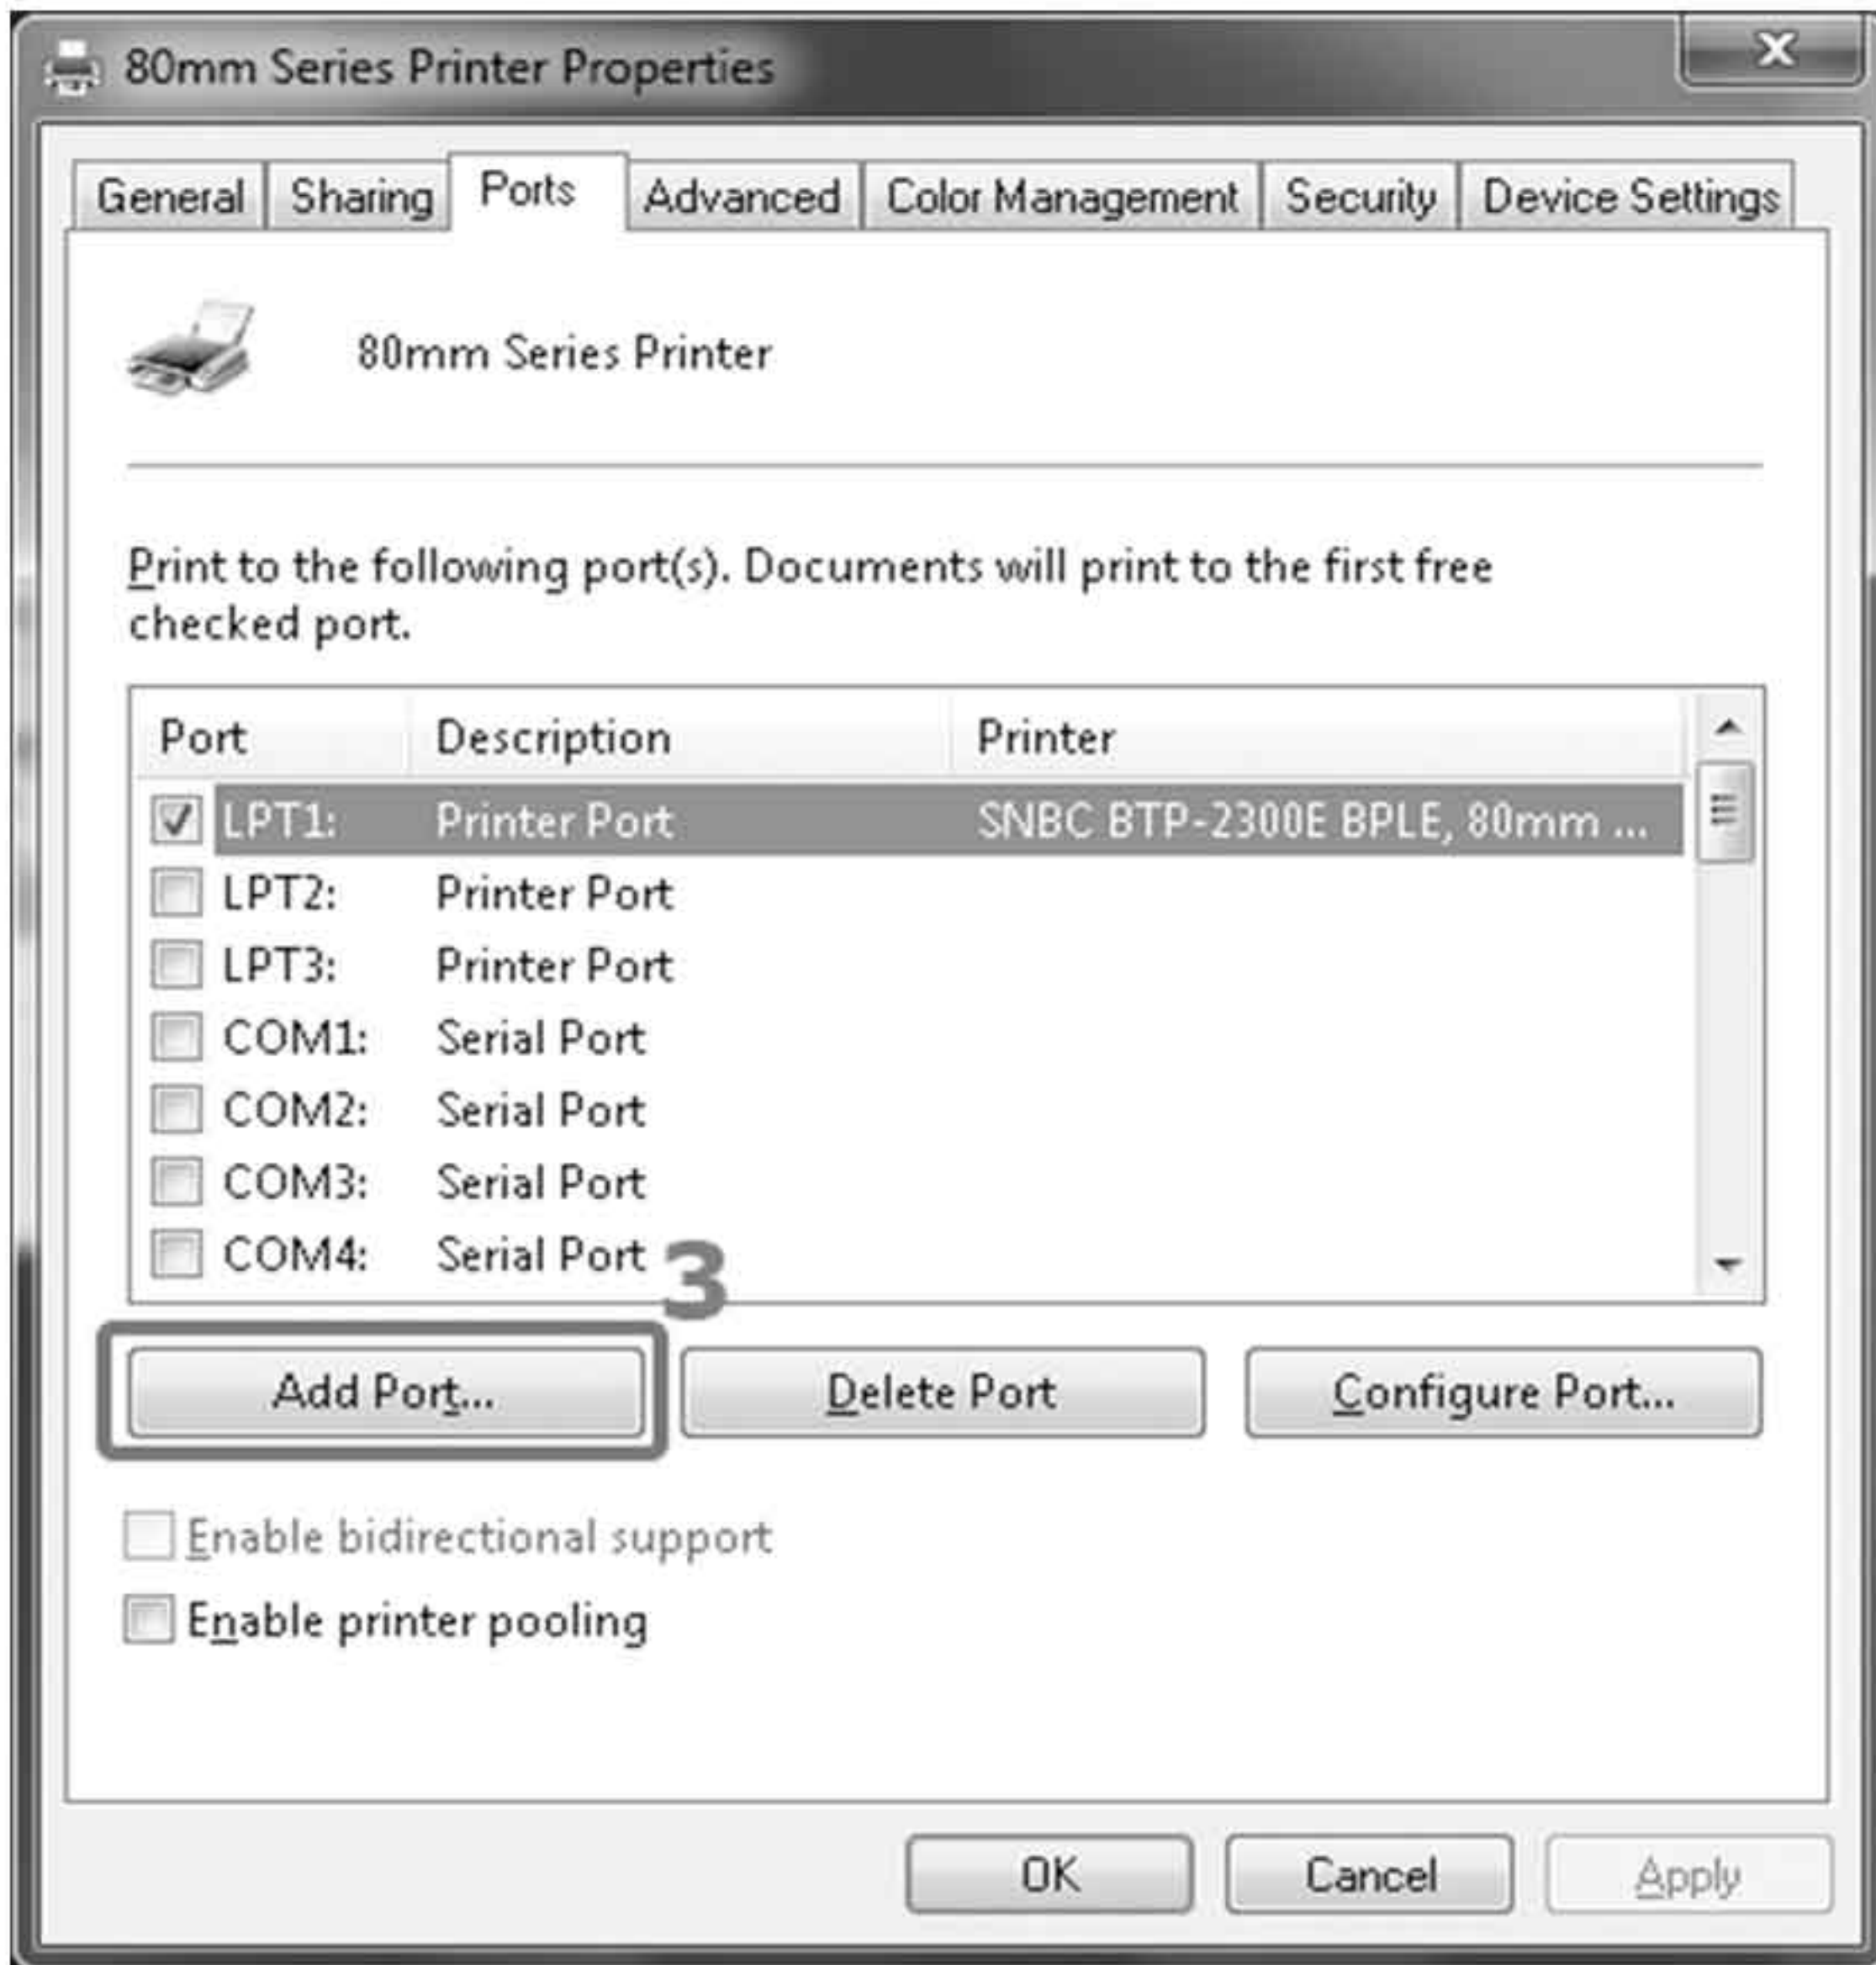 80mm Series Printer Properties
General Sharing Ports Advanced Color Management Security Device Settings
80mm Series Printer
Print to the following port(s). Documents will print to the first free
checked port.
Port Description Printer
LPT1: Printer Port SNBC BTP-2300E BPLE, 80mm ...
LPT2: Printer Port
LPT3: Printer Port
COM1: Serial Port
COM2: Serial Port
COM3: Serial Port
COM4: Serial Port
3
Add Port... Delete Port Configure Port...
Enable bidirectional support
Enable printer pooling
OK Cancel Apply